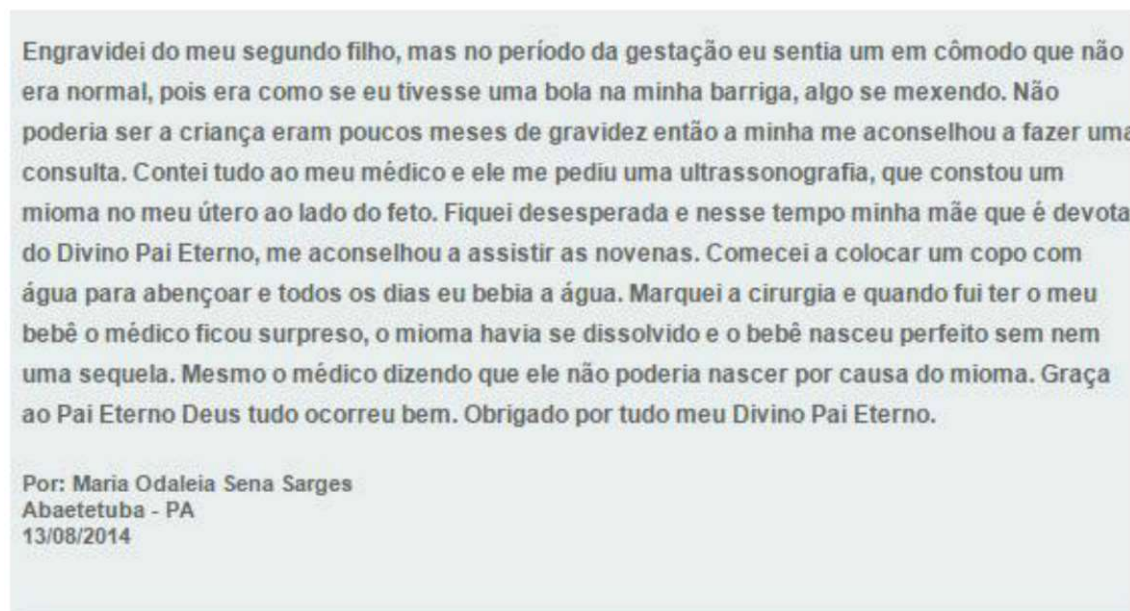 Engravidei do meu segundo filho, mas no período da gestação eu sentia um em cômodo que não
era normal, pois era como se eu tivesse uma bola na minha barriga, algo se mexendo. Não
poderia ser a criança eram poucos meses de gravidez então a minha me aconselhou a fazer uma
consulta. Contei tudo ao meu médico e ele me pediu uma ultrassonografia, que constou um
mioma no meu útero ao lado do feto. Fiquei desesperada e nesse tempo minha mãe que é devota
do Divino Pai Eterno, me aconselhou a assistir as novenas. Comecei a colocar um copo com
água para abençoar e todos os dias eu bebia a água. Marquei a cirurgia e quando fui ter o meu
bebê o médico ficou surpreso, o mioma havia se dissolvido e o bebê nasceu perfeito sem nem
uma sequela. Mesmo o médico dizendo que ele não poderia nascer por causa do mioma. Graça
ao Pai Eterno Deus tudo ocorreu bem. Obrigado por tudo meu Divino Pai Eterno.
Por: Maria Odaleia Sena Sarges
Abaetetuba - PA
13/08/2014